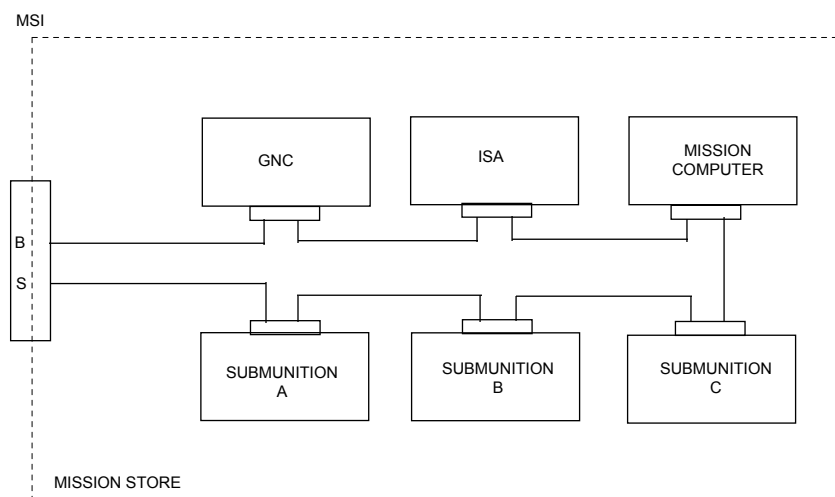 MSI
GNC
ISA
MISSION
COMPUTER
B
S
SUBMUNITION
A
SUBMUNITION
B
SUBMUNITION
C
MISSION STORE